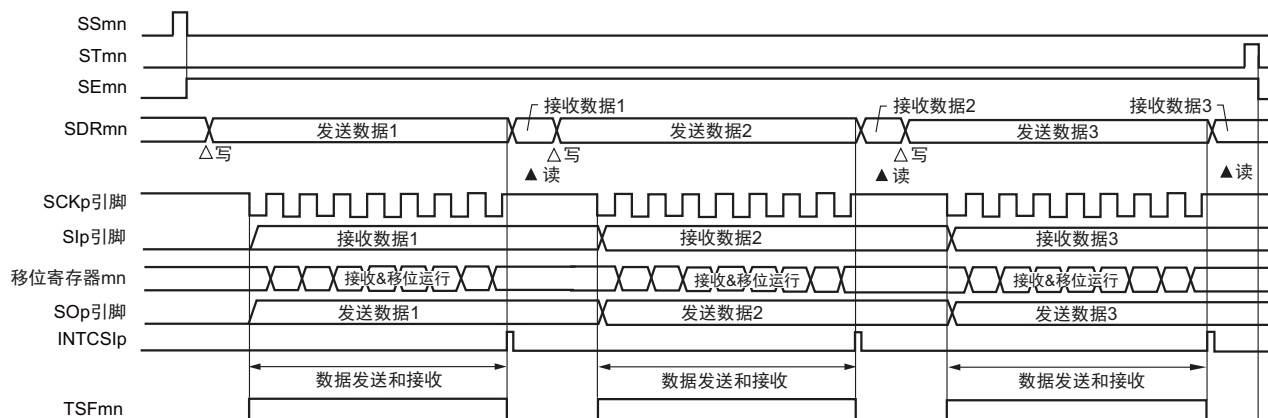 SSmn
STmn
SEmn
接收数据1 接收数据2 接收数据3
SDRmn 发送数据1 发送数据2 发送数据3
△写 △写 △写
▲读 ▲读 ▲读
SCKp引脚
SIp引脚 接收数据1 接收数据2 接收数据3
移位寄存器mn 接收&移位运行 接收&移位运行 接收&移位运行
SOp引脚 发送数据1 发送数据2 发送数据3
INTCSIp
数据发送和接收 数据发送和接收 数据发送和接收
TSFmn